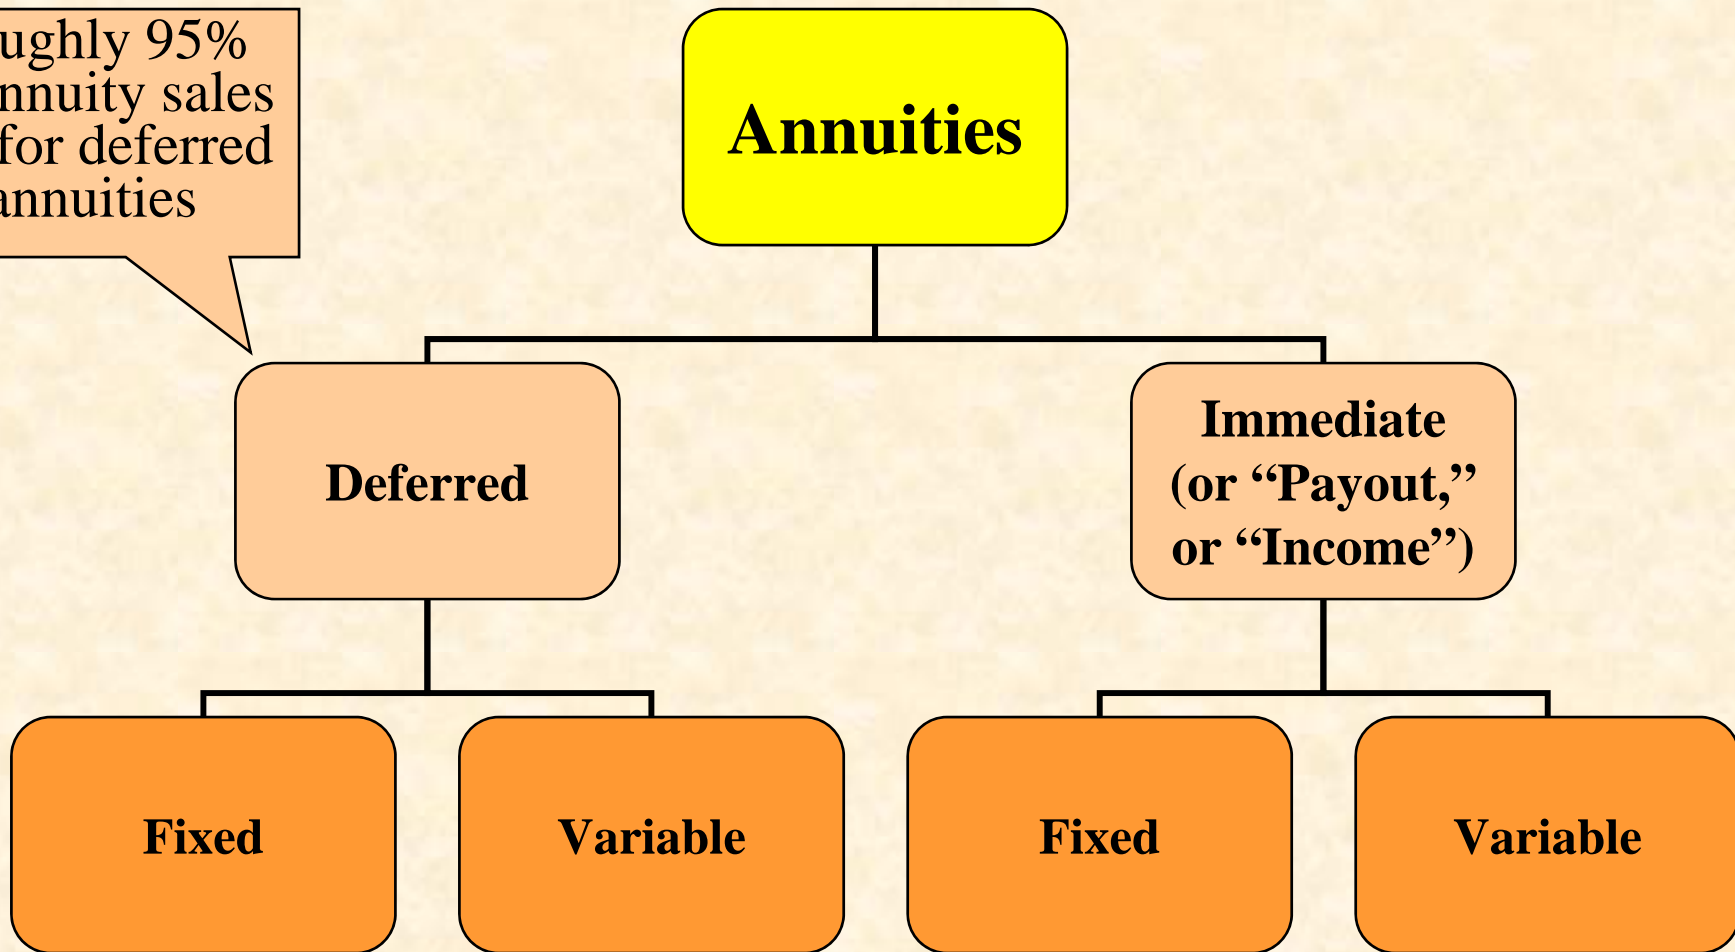 ughly 95%
nnuity sales
for deferred
annuities
Annuities
Deferred
Immediate
(or “Payout,”
or “Income”)
Fixed
Variable
Fixed
Variable